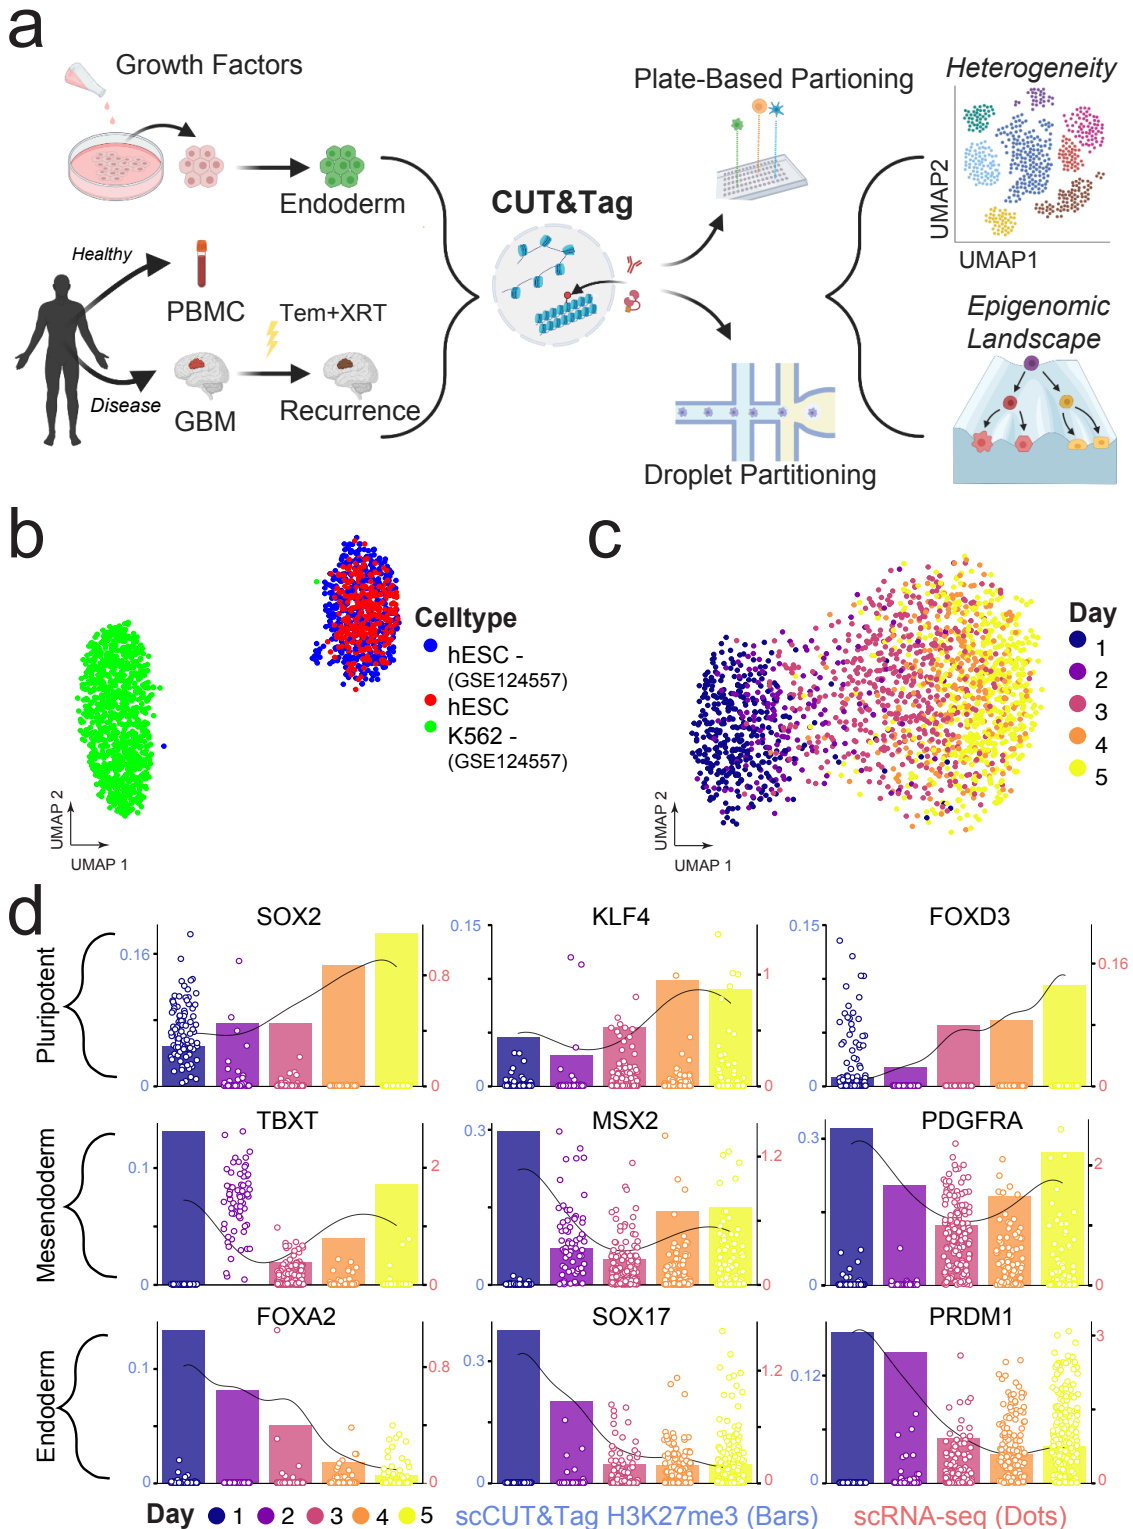 a
Growth Factors
Endoderm
Healthy
PBMC
Tem+XRT
Disease
GBM
Recurrence
CUT&Tag
Plate-Based Partioning
Droplet Partitioning
Heterogeneity
UMAP2
UMAP1
Epigenomic
Landscape
b
Celltype
hESC -
(GSE124557)
hESC
K562 -
(GSE124557)
UMAP 2
UMAP 1
c
Day
1
2
3
4
5
UMAP 2
UMAP 1
d
Pluripotent
SOX2
0.16
0
0.8
0
KLF4
0.15
0
1
0
FOXD3
0.15
0
0.16
0
Mesendoderm
TBXT
0.1
0
2
0
MSX2
0.3
0
1.2
0
PDGFRA
0.3
0
2
0
Endoderm
FOXA2
0.1
0
0.8
0
SOX17
0.3
0
1.2
0
PRDM1
0.12
0
3
0
Day 1 2 3 4 5 scCUT&Tag H3K27me3 (Bars) scRNA-seq (Dots)